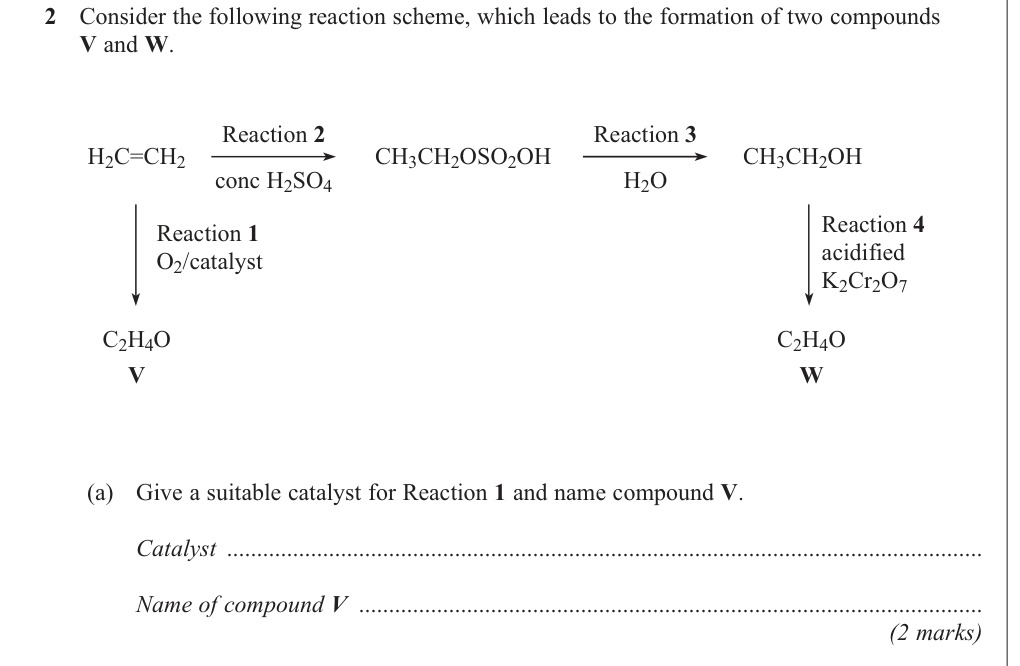 2 Consider the following reaction scheme, which leads to the formation of two compounds
V and W.
Reaction 2
Reaction 3
H₂C=CH₂
CH₃CH₂OSO₂OH
CH₃CH₂OH
conc H₂SO₄
H₂O
Reaction 1
O₂/catalyst
Reaction 4
acidified
K₂Cr₂O₇
C₂H₄O
C₂H₄O
V
W
(a) Give a suitable catalyst for Reaction 1 and name compound V.
Catalyst ................................................................................
Name of compound V ................................................................................
(2 marks)